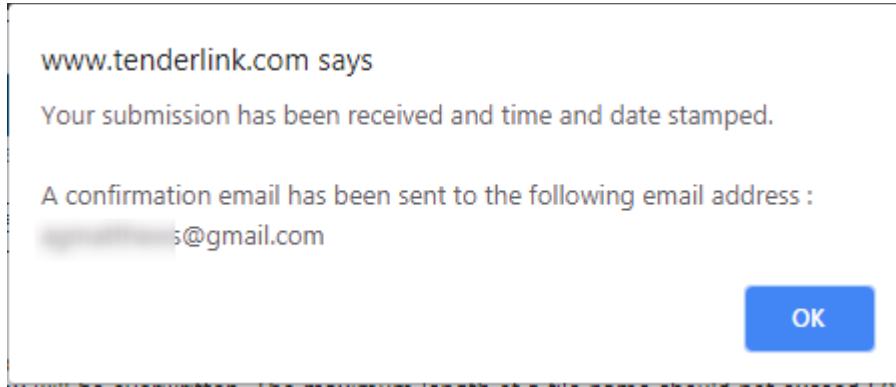 www.tenderlink.com says
Your submission has been received and time and date stamped.
A confirmation email has been sent to the following email address :
s@gmail.com
OK